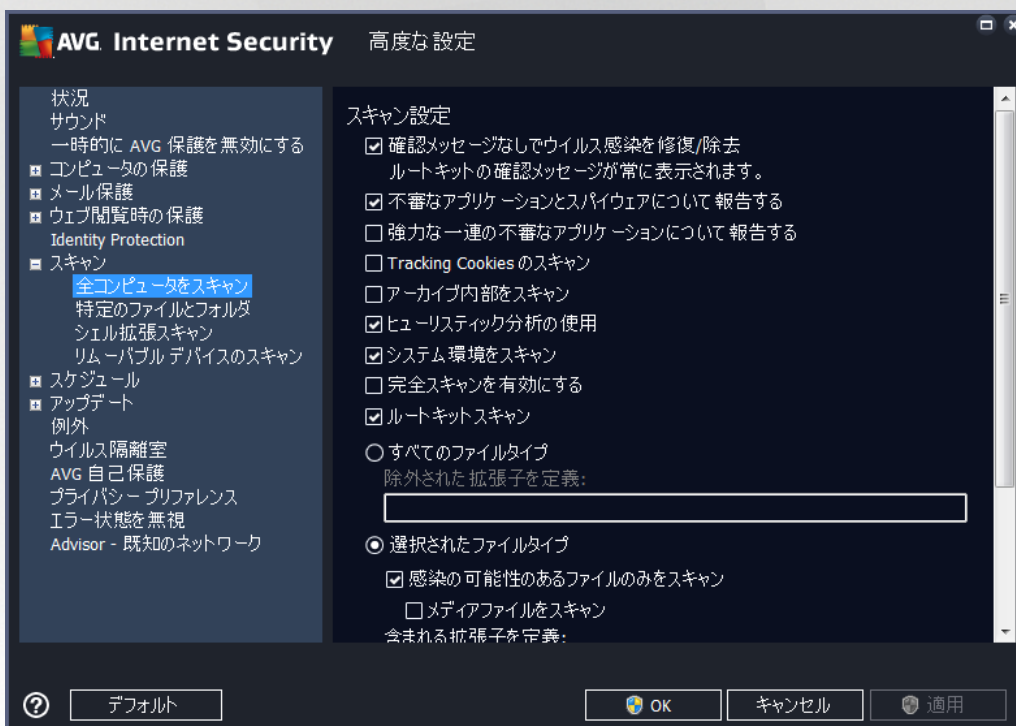 AVG. Internet Security 高度な設定
状況
サウンド
一時的に AVG 保護を無効にする
コンピュータの保護
メール保護
ウェブ閲覧時の保護
Identity Protection
スキャン
全コンピュータをスキャン
特定のファイルとフォルダ
シェル拡張スキャン
リムーバブル デバイスのスキャン
スケジュール
アップデート
例外
ウイルス隔離室
AVG 自己保護
プライバシー プリファレンス
エラー状態を無視
Advisor - 既知のネットワーク
スキャン設定
確認メッセージなしでウイルス感染を修復/除去
ルートキットの確認メッセージが常に表示されます。
不審なアプリケーションとスパイウェアについて報告する
強力な一連の不審なアプリケーションについて報告する
Tracking Cookies のスキャン
アーカイブ内部をスキャン
ヒューリスティック分析の使用
システム環境をスキャン
完全スキャンを有効にする
ルートキットスキャン
すべてのファイルタイプ
除外された拡張子を定義:
選択されたファイルタイプ
感染の可能性のあるファイルのみをスキャン
メディアファイルをスキャン
含まれる拡張子を定義:
デフォルト
OK
キャンセル
適用